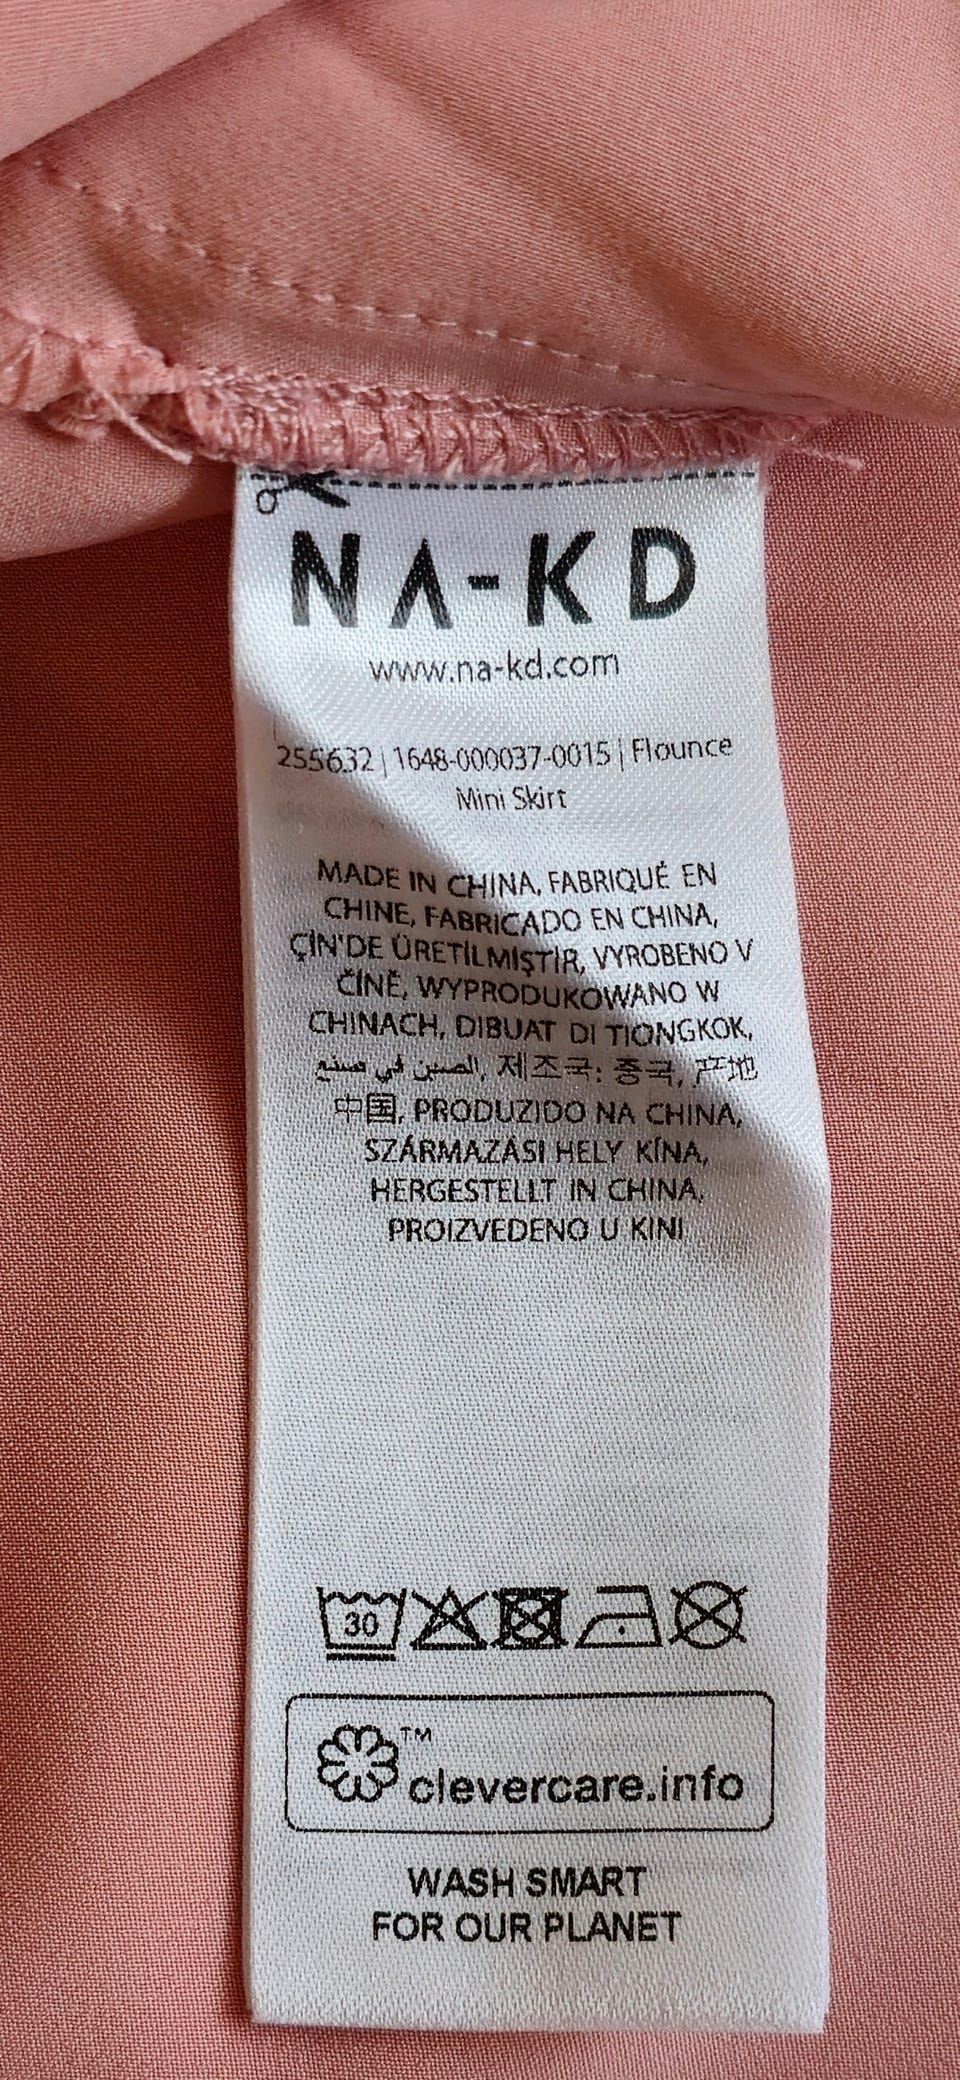 NA-KD
www.na-kd.com
255632 | 1648-000037-0015 | Flounce
Mini Skirt
MADE IN CHINA, FABRIQUÉ EN
CHINE, FABRICADO EN CHINA,
ÇİN'DE ÜRETİLMİŞTİR, VYROBENO V
ČÍNĚ, WYPRODUKOWANO W
CHINACH, DIBUAT DI TIONGKOK,
الصين في صنع, 제조국: 중국, 产地
中国, PRODUZIDO NA CHINA,
SZÁRMAZÁSI HELY KÍNA,
HERGESTELLT IN CHINA,
PROIZVEDENO U KINI
30
TM
clevercare.info
WASH SMART
FOR OUR PLANET